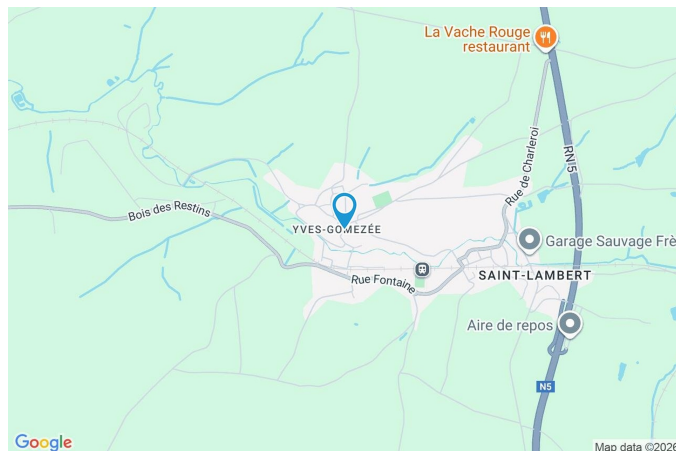 La Vache Rouge
restaurant
RN15
Rue de Charleroi
Bois des Restins
YVES-GOMEZÉE
Garage Sauvage Frè
SAINT-LAMBERT
Rue Fontaine
Aire de repos
N5
Google
Map data ©2026